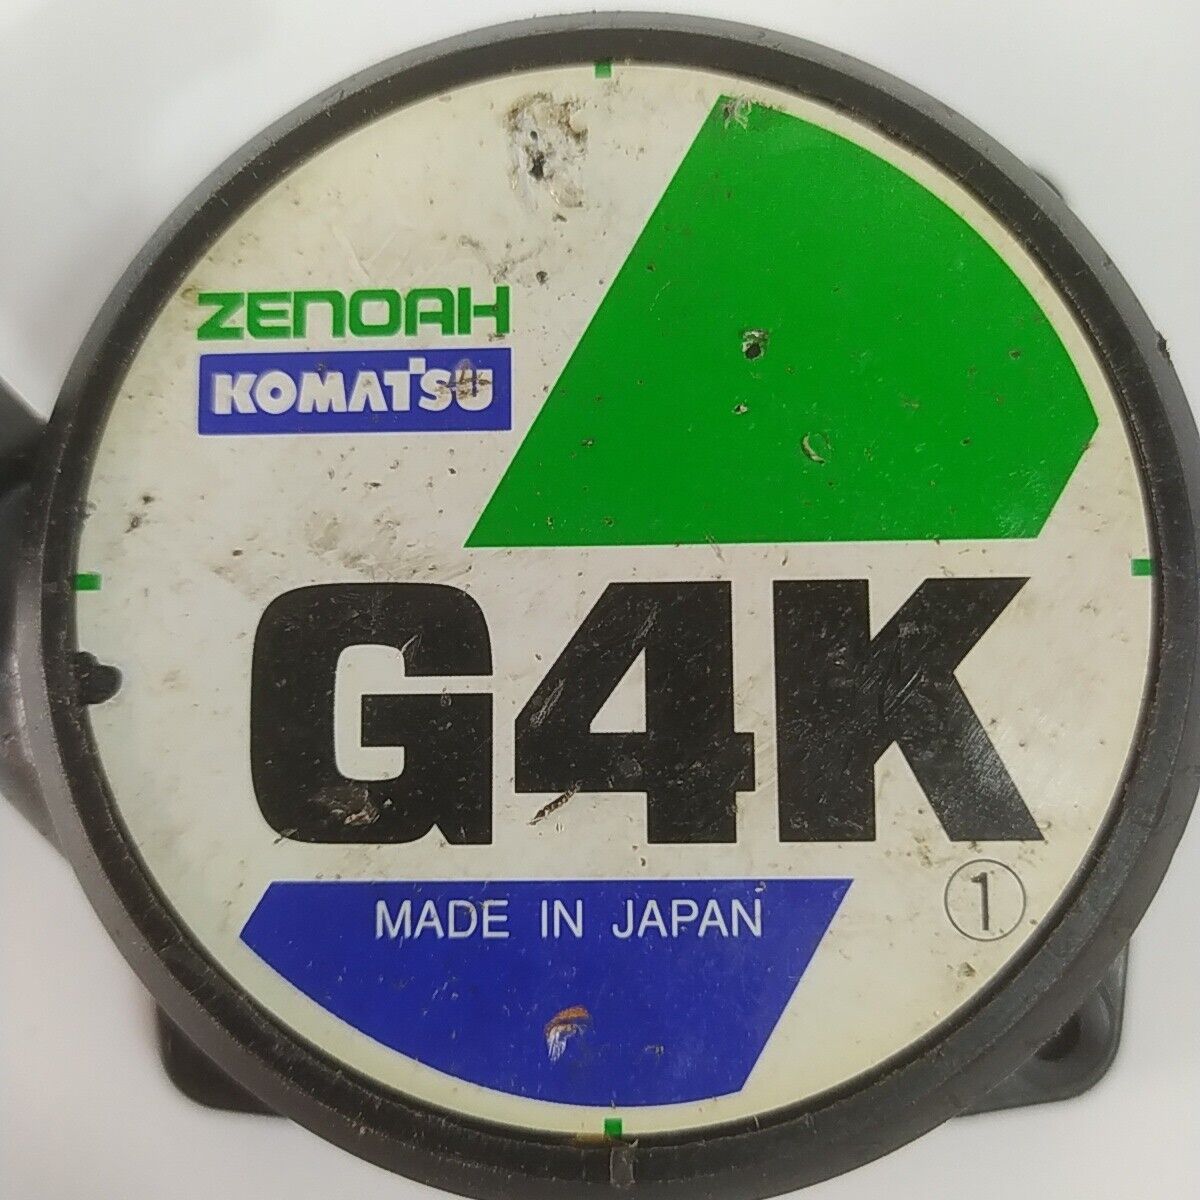 ZENOAH
KOMATSU
G4K
MADE IN JAPAN
①